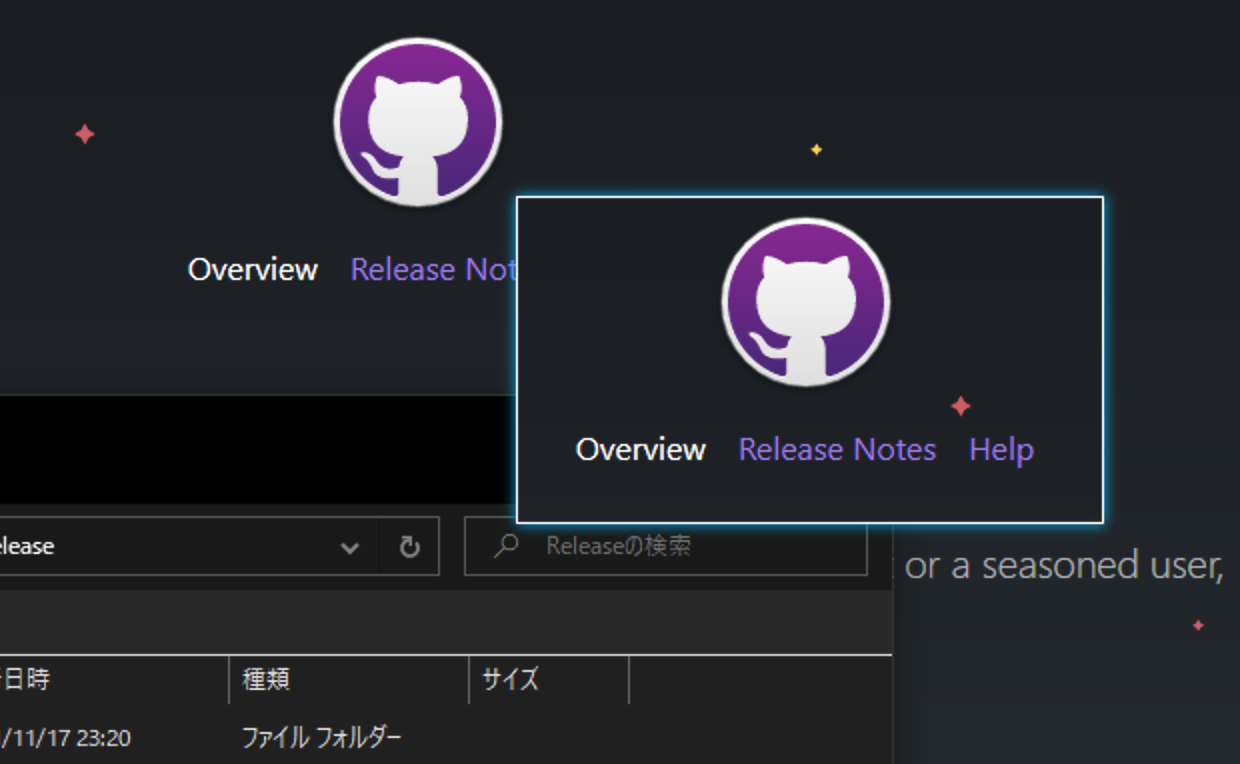 Overview Release Not
Overview Release Notes Help
elease
Releaseの検索
or a seasoned user,
日時 種類 サイズ
/11/17 23:20 ファイル フォルダー